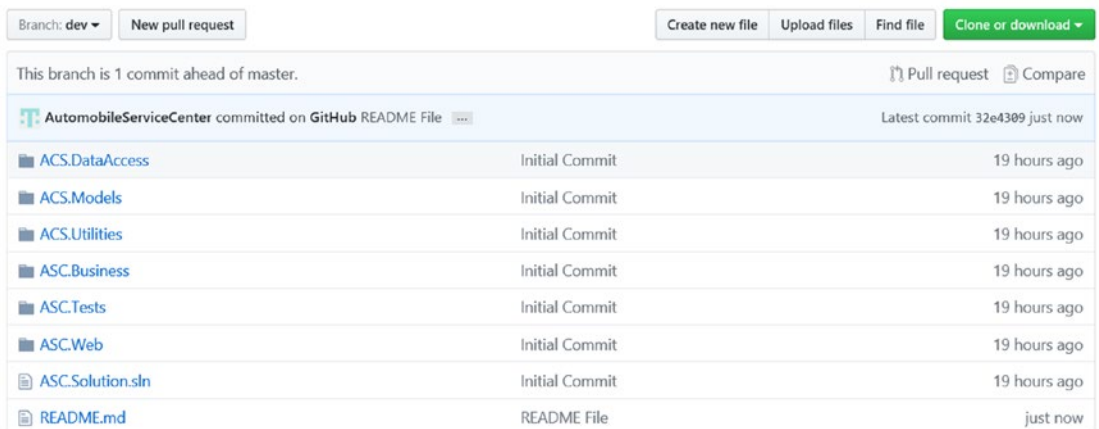 Branch: dev New pull request Create new file Upload files Find file Clone or download
This branch is 1 commit ahead of master. Pull request Compare
AutomobileServiceCenter committed on GitHub README File ... Latest commit 32e4309 just now
ACS.DataAccess Initial Commit 19 hours ago
ACS.Models Initial Commit 19 hours ago
ACS.Utilities Initial Commit 19 hours ago
ASC.Business Initial Commit 19 hours ago
ASC.Tests Initial Commit 19 hours ago
ASC.Web Initial Commit 19 hours ago
ASC.Solution.sln Initial Commit 19 hours ago
README.md README File just now